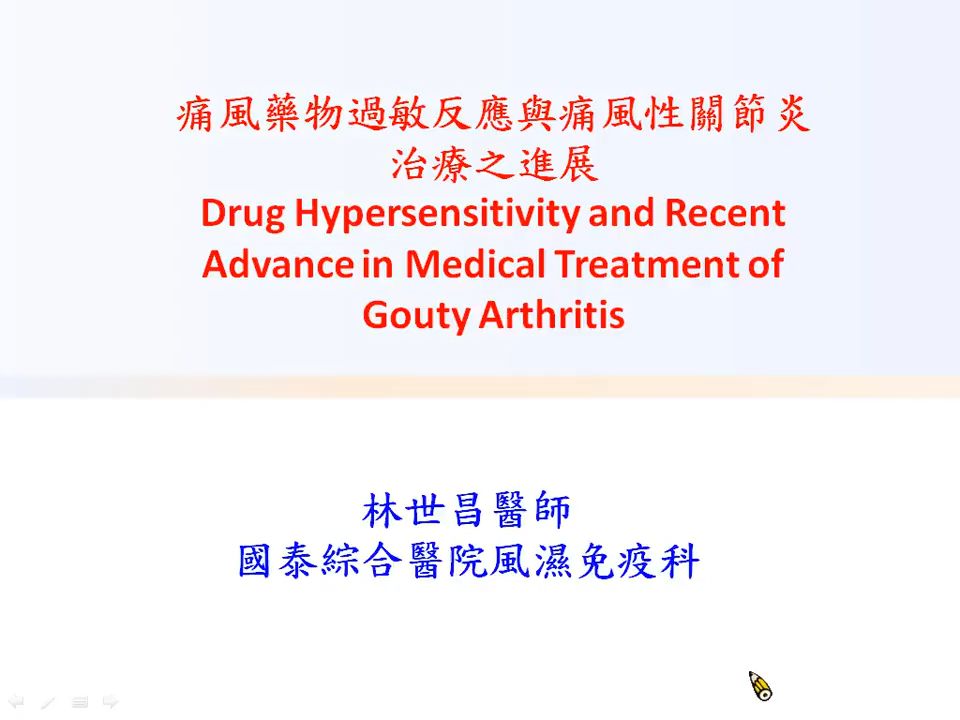 痛風藥物過敏反應與痛風性關節炎
治療之進展
Drug Hypersensitivity and Recent
Advance in Medical Treatment of
Gouty Arthritis
林世昌醫師
國泰綜合醫院風濕免疫科